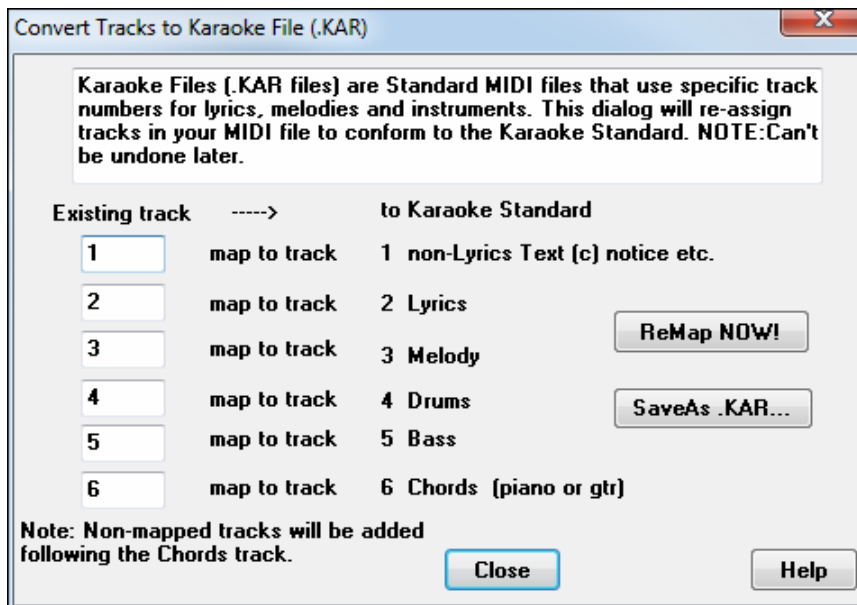 Convert Tracks to Karaoke File (.KAR)
Karaoke Files (.KAR files) are Standard MIDI files that use specific track
numbers for lyrics, melodies and instruments. This dialog will re-assign
tracks in your MIDI file to conform to the Karaoke Standard. NOTE:Can't
be undone later.
Existing track -----> to Karaoke Standard
1 map to track 1 non-Lyrics Text (c) notice etc.
2 map to track 2 Lyrics
ReMap NOW!
3 map to track 3 Melody
4 map to track 4 Drums
SaveAs .KAR...
5 map to track 5 Bass
6 map to track 6 Chords (piano or gtr)
Note: Non-mapped tracks will be added
following the Chords track.
Close
Help